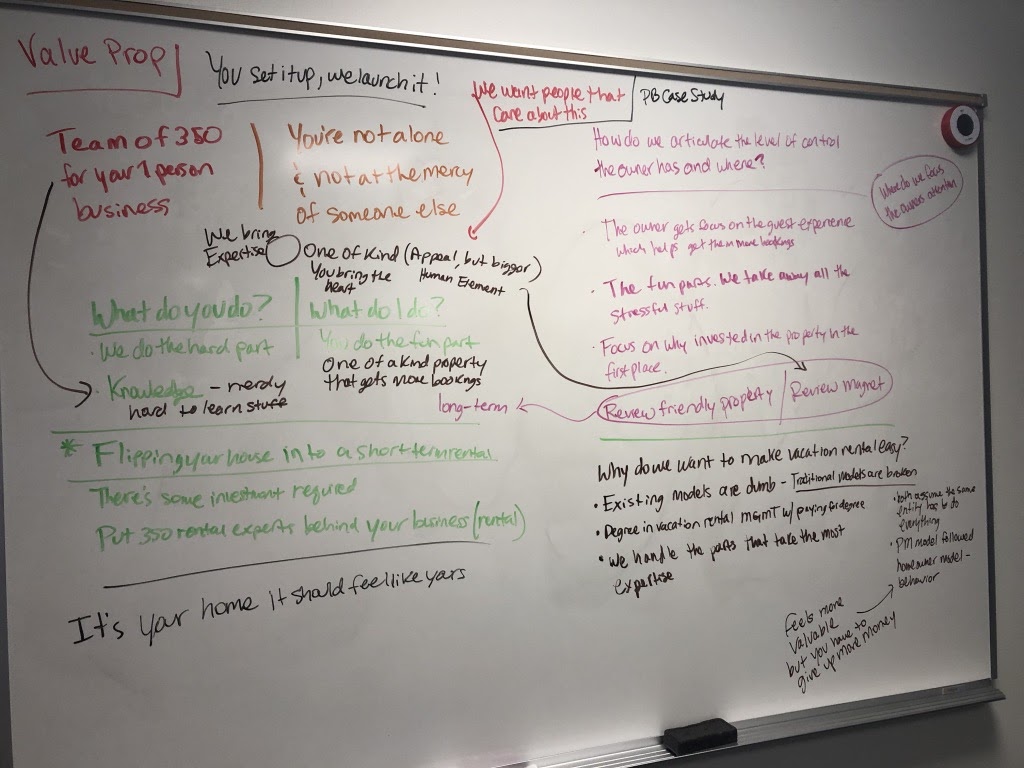 Value Prop
You set it up, we launch it!
We want people that
care about this
PB Case Study
Team of 350
for your 1 person
business
You're not alone
& not at the mercy
of someone else
We bring
Expertise
One of Kind (Appeal, but bigger)
You bring the
heart
Human Element
What do you do?
What do I do?
· We do the hard part
You do the fun part
· Knowledge - nerdy
hard to learn stuff
One of a kind property
that gets more bookings
long-term
* Flipping your house into a short term rental
There's some investment required
Put 350 rental experts behind your business (rental)
It's your home it should feel like yours
How do we articulate the level of control
the owner has and where?
Where do we focus
the owners attention
· The owner gets focus on the guest experience
which helps get them more bookings
· The fun parts. We take away all the
stressful stuff.
· Focus on why invested in the property in the
first place.
Review friendly property / Review magnet
Why do we want to make vacation rental easy?
· Existing models are dumb - Traditional models are broken
· Degree in vacation rental mgmt w/ paying for degree
· We handle the parts that take the most
expertise
· both assume the same
entity has to do
everything
· PM model followed
homeowner model -
behavior
Feels more
valuable
but you have to
give up more money